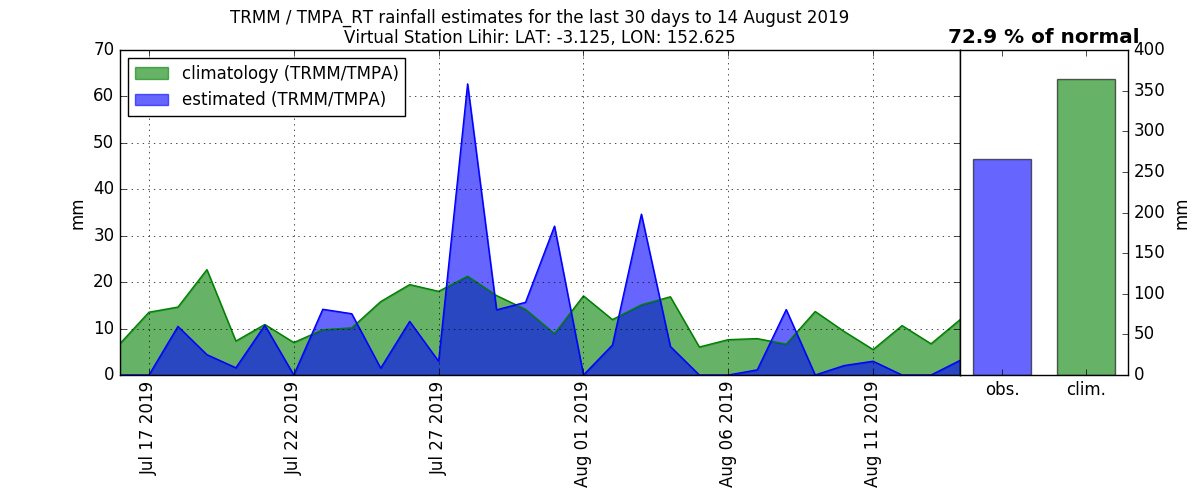 TRMM / TMPA_RT rainfall estimates for the last 30 days to 14 August 2019
Virtual Station Lihir: LAT: -3.125, LON: 152.625
72.9 % of normal
climatology (TRMM/TMPA)
estimated (TRMM/TMPA)
70
60
50
40
30
20
10
0
mm
Jul 17 2019
Jul 22 2019
Jul 27 2019
Aug 01 2019
Aug 06 2019
Aug 11 2019
400
350
300
250
200
150
100
50
0
mm
obs.
clim.